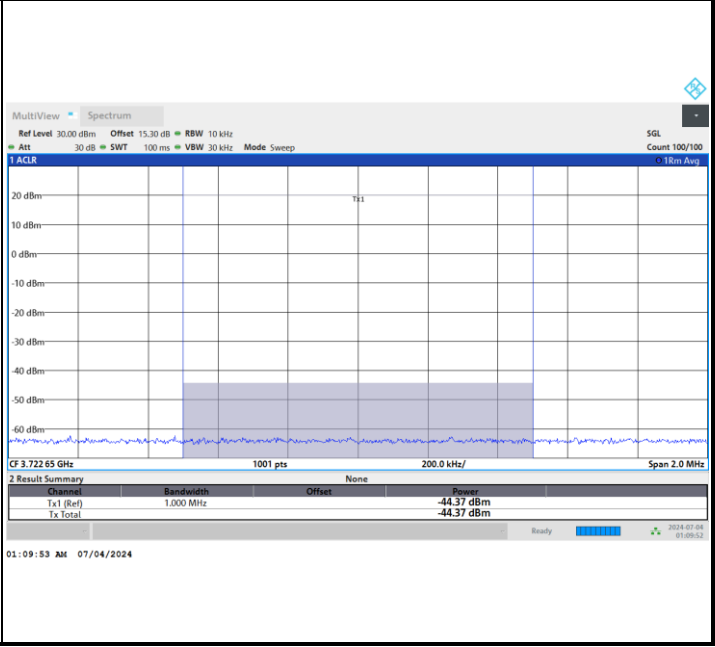 MultiView Spectrum
Ref Level 30.00 dBm Offset 15.30 dB RBW 10 kHz SGL
Att 30 dB SWT 100 ms VBW 30 kHz Mode Sweep Count 100/100
1 ACLR 1Rm Avg
Tx1
20 dBm
10 dBm
0 dBm
-10 dBm
-20 dBm
-30 dBm
-40 dBm
-50 dBm
-60 dBm
CF 3.722 65 GHz 1001 pts 200.0 kHz/ Span 2.0 MHz
2 Result Summary None
Channel Bandwidth Offset Power
Tx1 (Ref) 1.000 MHz -44.37 dBm
Tx Total -44.37 dBm
Ready 2024-07-04
01:09:52
01:09:53 AM 07/04/2024